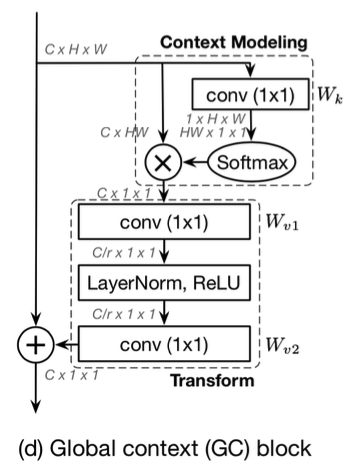 C x H x W
Context Modeling
conv (1x1)
W_k
1 x H x W
C x HW
HW x 1 x 1
×
Softmax
C x 1 x 1
conv (1x1)
W_{v1}
C/r x 1 x 1
LayerNorm, ReLU
C/r x 1 x 1
conv (1x1)
W_{v2}
+
C x 1 x 1
Transform
(d) Global context (GC) block